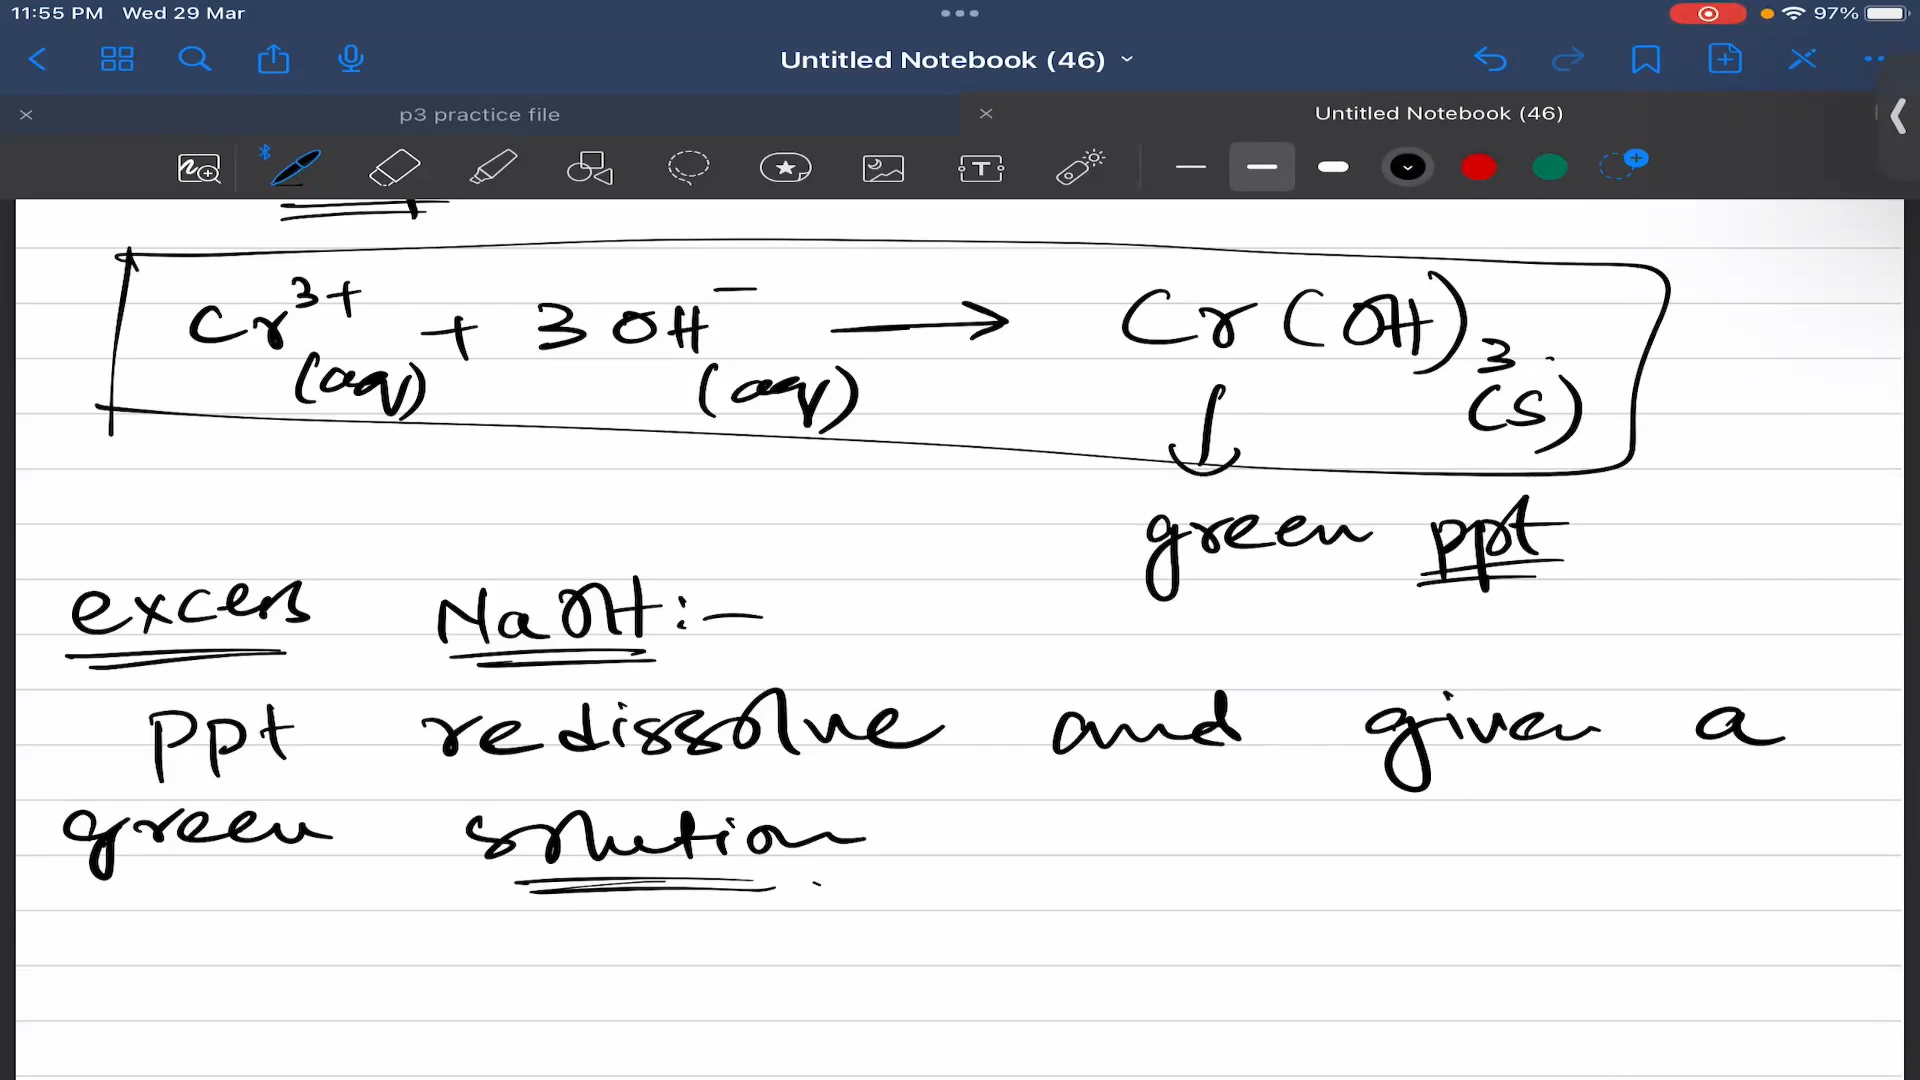 11:55 PM Wed 29 Mar
97%
Untitled Notebook (46)
p3 practice file
Untitled Notebook (46)
T
Cr³⁺(aq) + 3OH⁻(aq) → Cr(OH)₃(s)
↓
green ppt
excess NaOH:-
ppt redissolve and given a
green solution